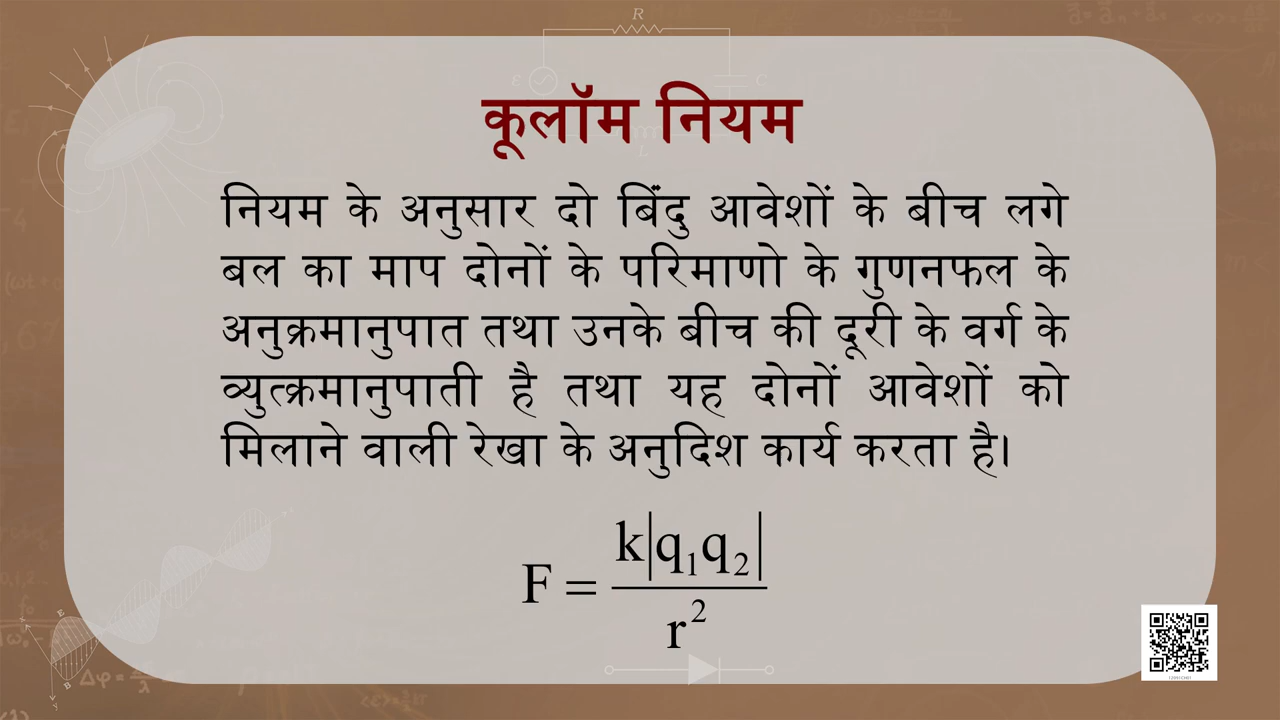 कूलॉम नियम
नियम के अनुसार दो बिंदु आवेशों के बीच लगे
बल का माप दोनों के परिमाणो के गुणनफल के
अनुक्रमानुपात तथा उनके बीच की दूरी के वर्ग के
व्युत्क्रमानुपाती है तथा यह दोनों आवेशों को
मिलाने वाली रेखा के अनुदिश कार्य करता है।
F = k|q₁q₂| / r²
R
ε
C
L